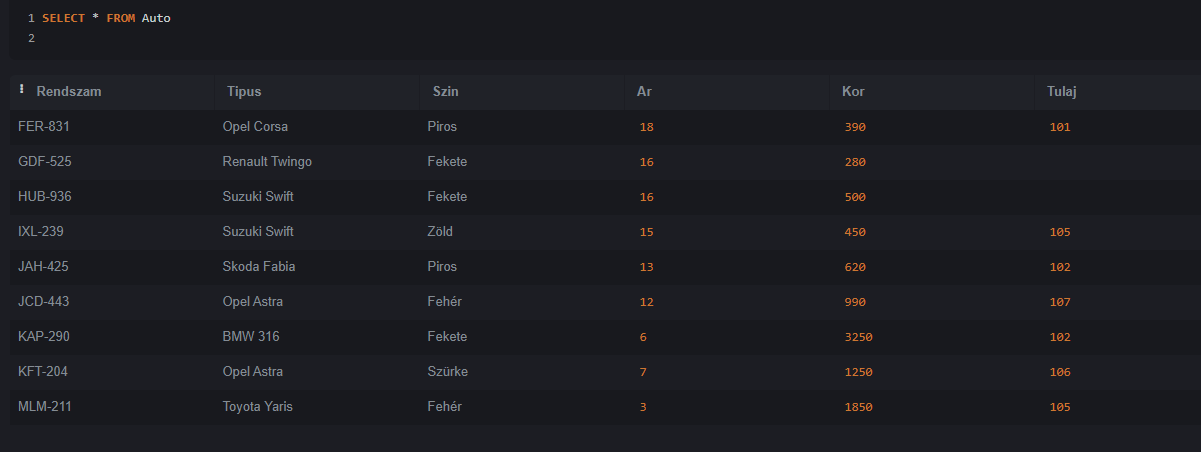 1 SELECT * FROM Auto
2
Rendszam Tipus Szin Ar Kor Tulaj
FER-831 Opel Corsa Piros 18 390 101
GDF-525 Renault Twingo Fekete 16 280
HUB-936 Suzuki Swift Fekete 16 500
IXL-239 Suzuki Swift Zöld 15 450 105
JAH-425 Skoda Fabia Piros 13 620 102
JCD-443 Opel Astra Fehér 12 990 107
KAP-290 BMW 316 Fekete 6 3250 102
KFT-204 Opel Astra Szürke 7 1250 106
MLM-211 Toyota Yaris Fehér 3 1850 105